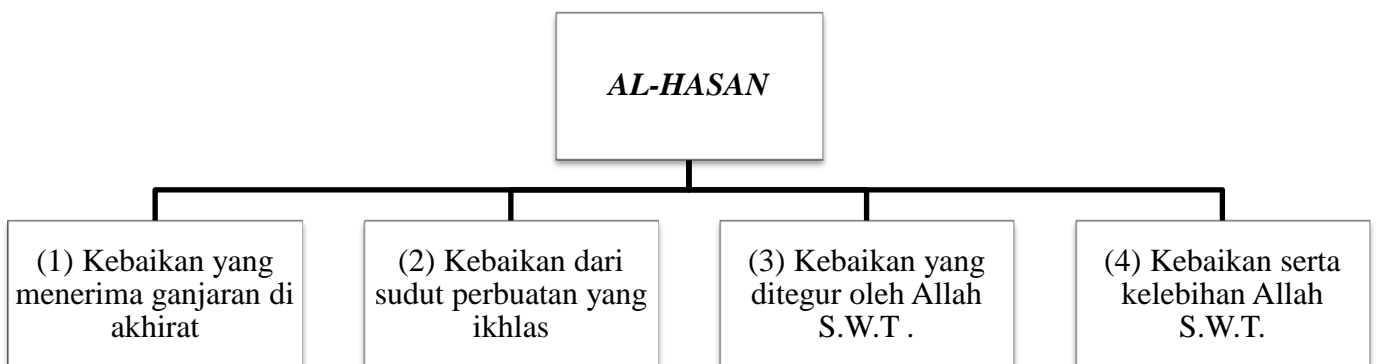 AL-HASAN
(1) Kebaikan yang
menerima ganjaran di
akhirat
(2) Kebaikan dari
sudut perbuatan yang
ikhlas
(3) Kebaikan yang
ditegur oleh Allah
S.W.T .
(4) Kebaikan serta
kelebihan Allah
S.W.T.